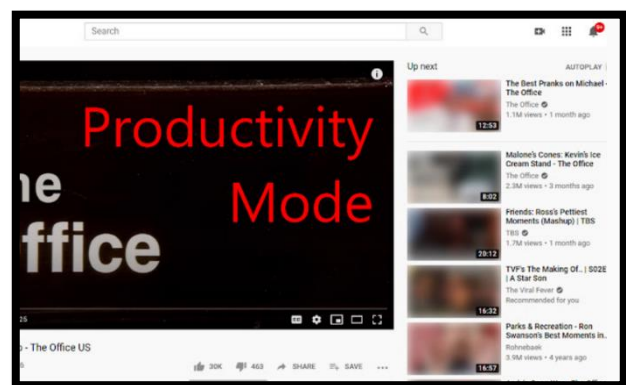 Search
9+
Up next
AUTOPLAY
Productivity
Mode
ne
ffice
25
- The Office US
30K
463
SHARE
SAVE
12:53
The Best Pranks on Michael -
The Office
The Office
1.1M views • 1 month ago
8:02
Malone's Cones: Kevin's Ice
Cream Stand - The Office
The Office
2.3M views • 3 months ago
20:12
Friends: Ross's Pettiest
Moments (Mashup) | TBS
TBS
1.7M views • 1 month ago
16:32
TVF's The Making Of.. | S02E
| A Star Son
The Viral Fever
Recommended for you
16:57
Parks & Recreation - Ron
Swanson's Best Moments in.
Rohnebaek
3.9M views • 4 years ago